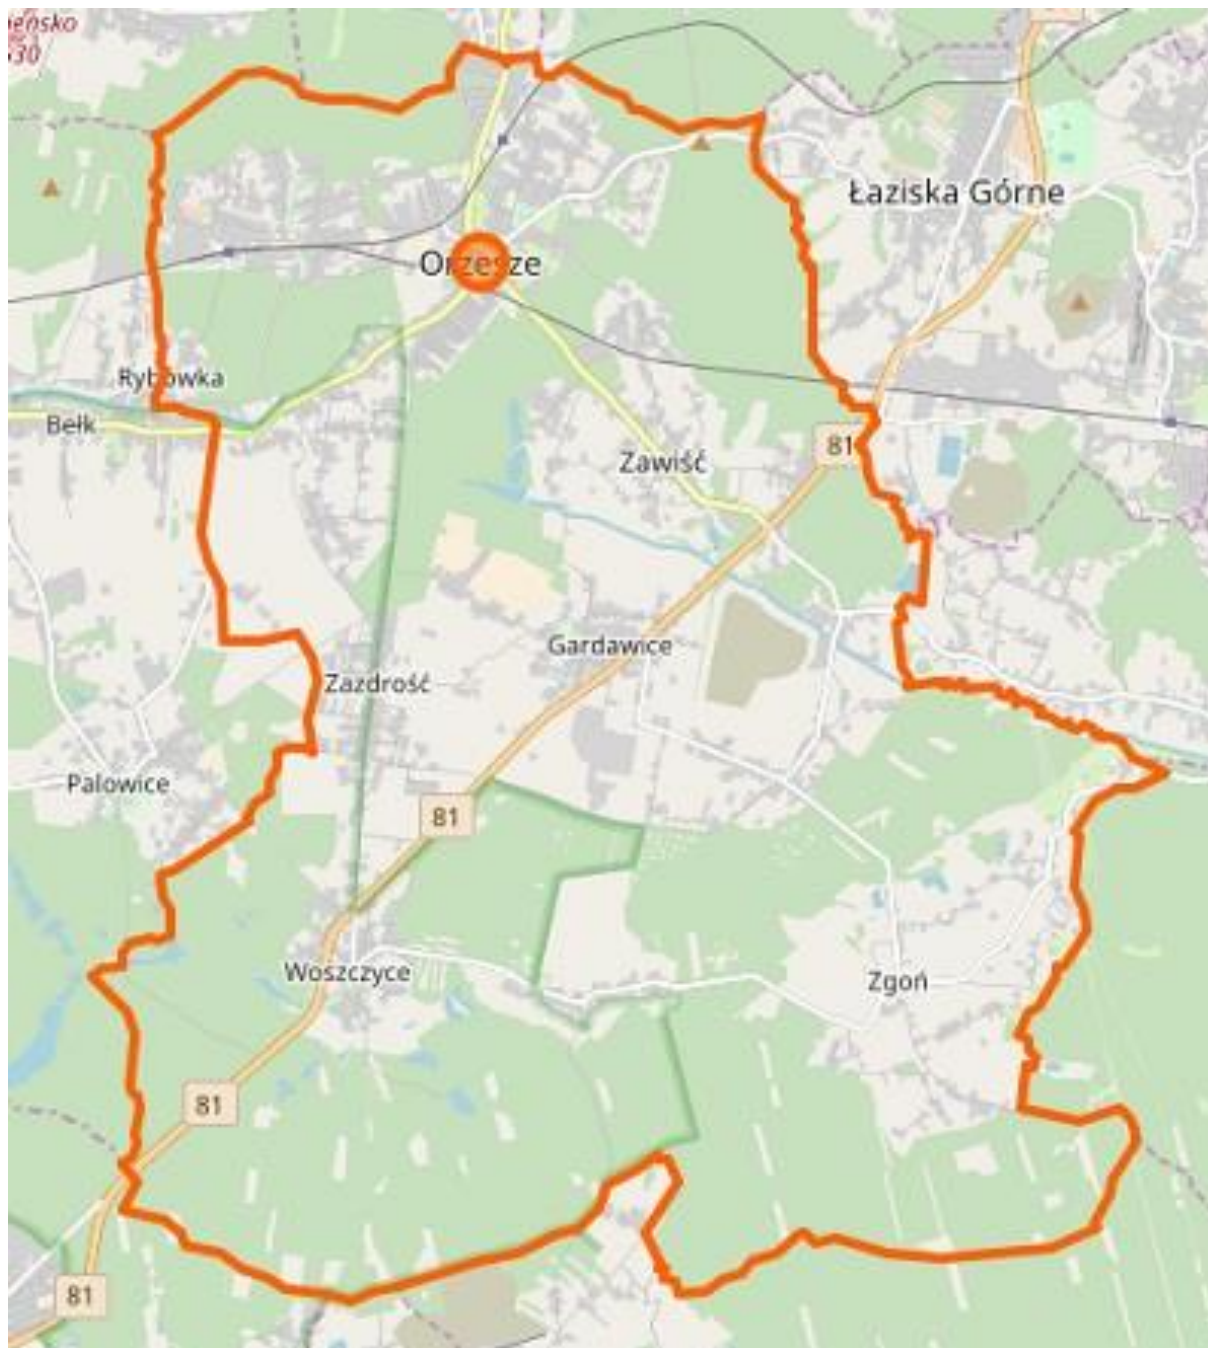 Łaziska Górne
Orzesze
Rybówka
Bełk
81
Zawiść
Gardawice
Zazdrość
Palowice
81
Woszczyce
Zgoń
81
81